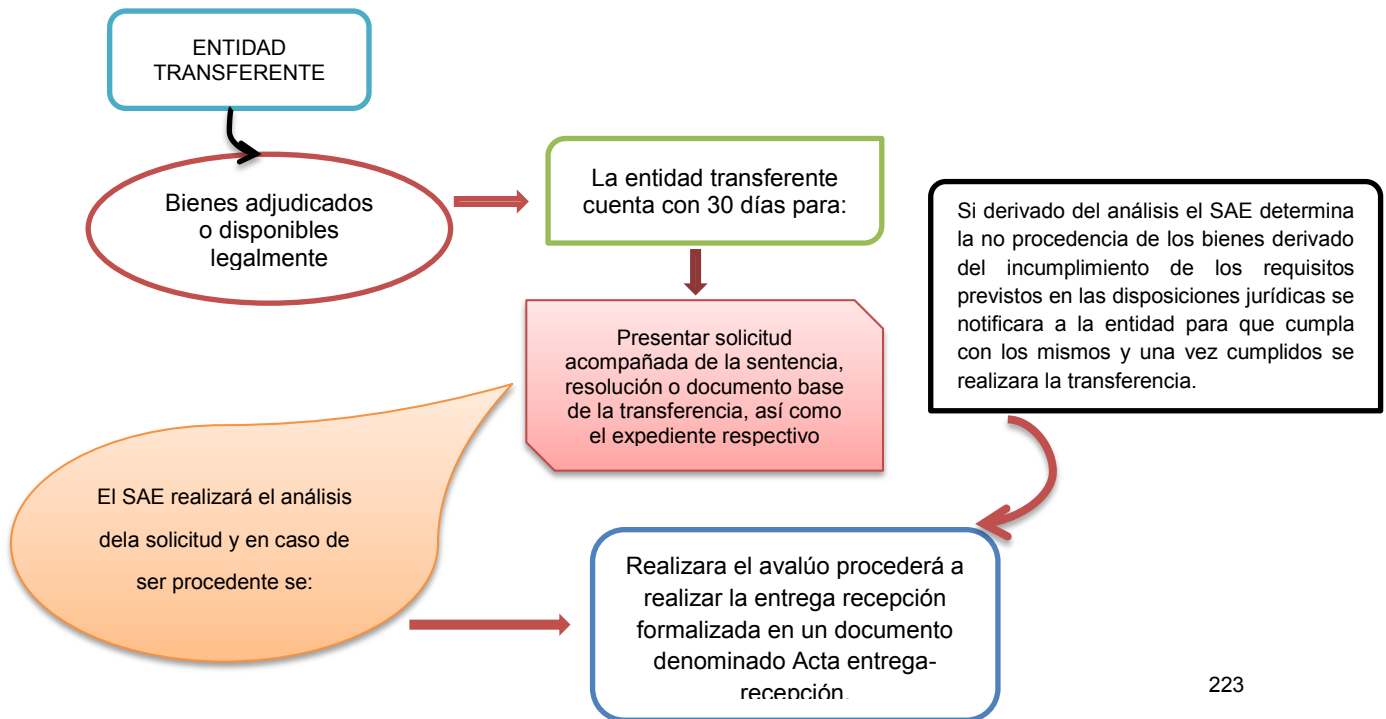 ENTIDAD
TRANSFERENTE
Bienes adjudicados
o disponibles
legalmente
La entidad transferente
cuenta con 30 días para:
Presentar solicitud
acompañada de la sentencia,
resolución o documento base
de la transferencia, así como
el expediente respectivo
Si derivado del análisis el SAE determina
la no procedencia de los bienes derivado
del incumplimiento de los requisitos
previstos en las disposiciones jurídicas se
notificara a la entidad para que cumpla
con los mismos y una vez cumplidos se
realizara la transferencia.
El SAE realizará el análisis
dela solicitud y en caso de
ser procedente se:
Realizara el avalúo procederá a
realizar la entrega recepción
formalizada en un documento
denominado Acta entrega-
recepción.
223